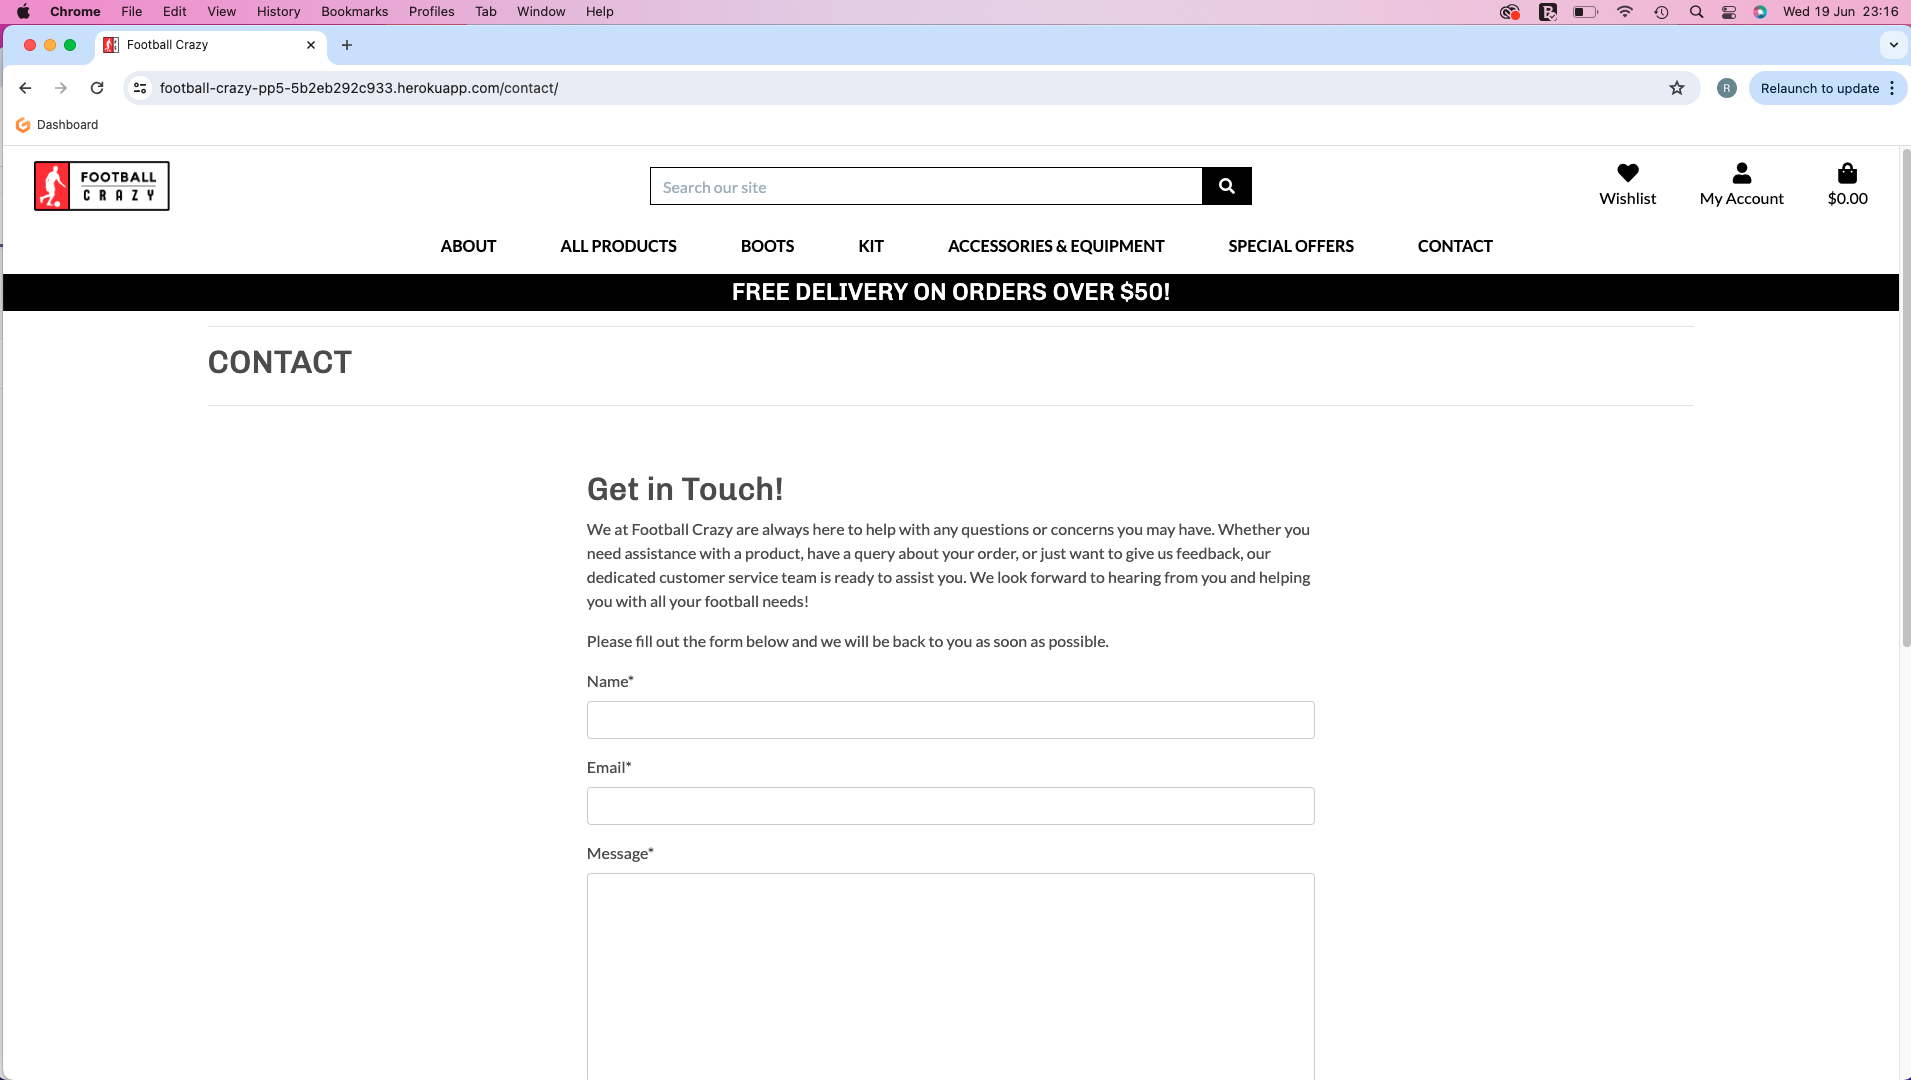 Chrome File Edit View History Bookmarks Profiles Tab Window Help Wed 19 Jun 23:16
Football Crazy
football-crazy-pp5-5b2eb292c933.herokuapp.com/contact/ R Relaunch to update
Dashboard
FOOTBALL
CRAZY
Search our site
Wishlist My Account $0.00
ABOUT ALL PRODUCTS BOOTS KIT ACCESSORIES & EQUIPMENT SPECIAL OFFERS CONTACT
FREE DELIVERY ON ORDERS OVER $50!
CONTACT
Get in Touch!
We at Football Crazy are always here to help with any questions or concerns you may have. Whether you
need assistance with a product, have a query about your order, or just want to give us feedback, our
dedicated customer service team is ready to assist you. We look forward to hearing from you and helping
you with all your football needs!
Please fill out the form below and we will be back to you as soon as possible.
Name*
Email*
Message*